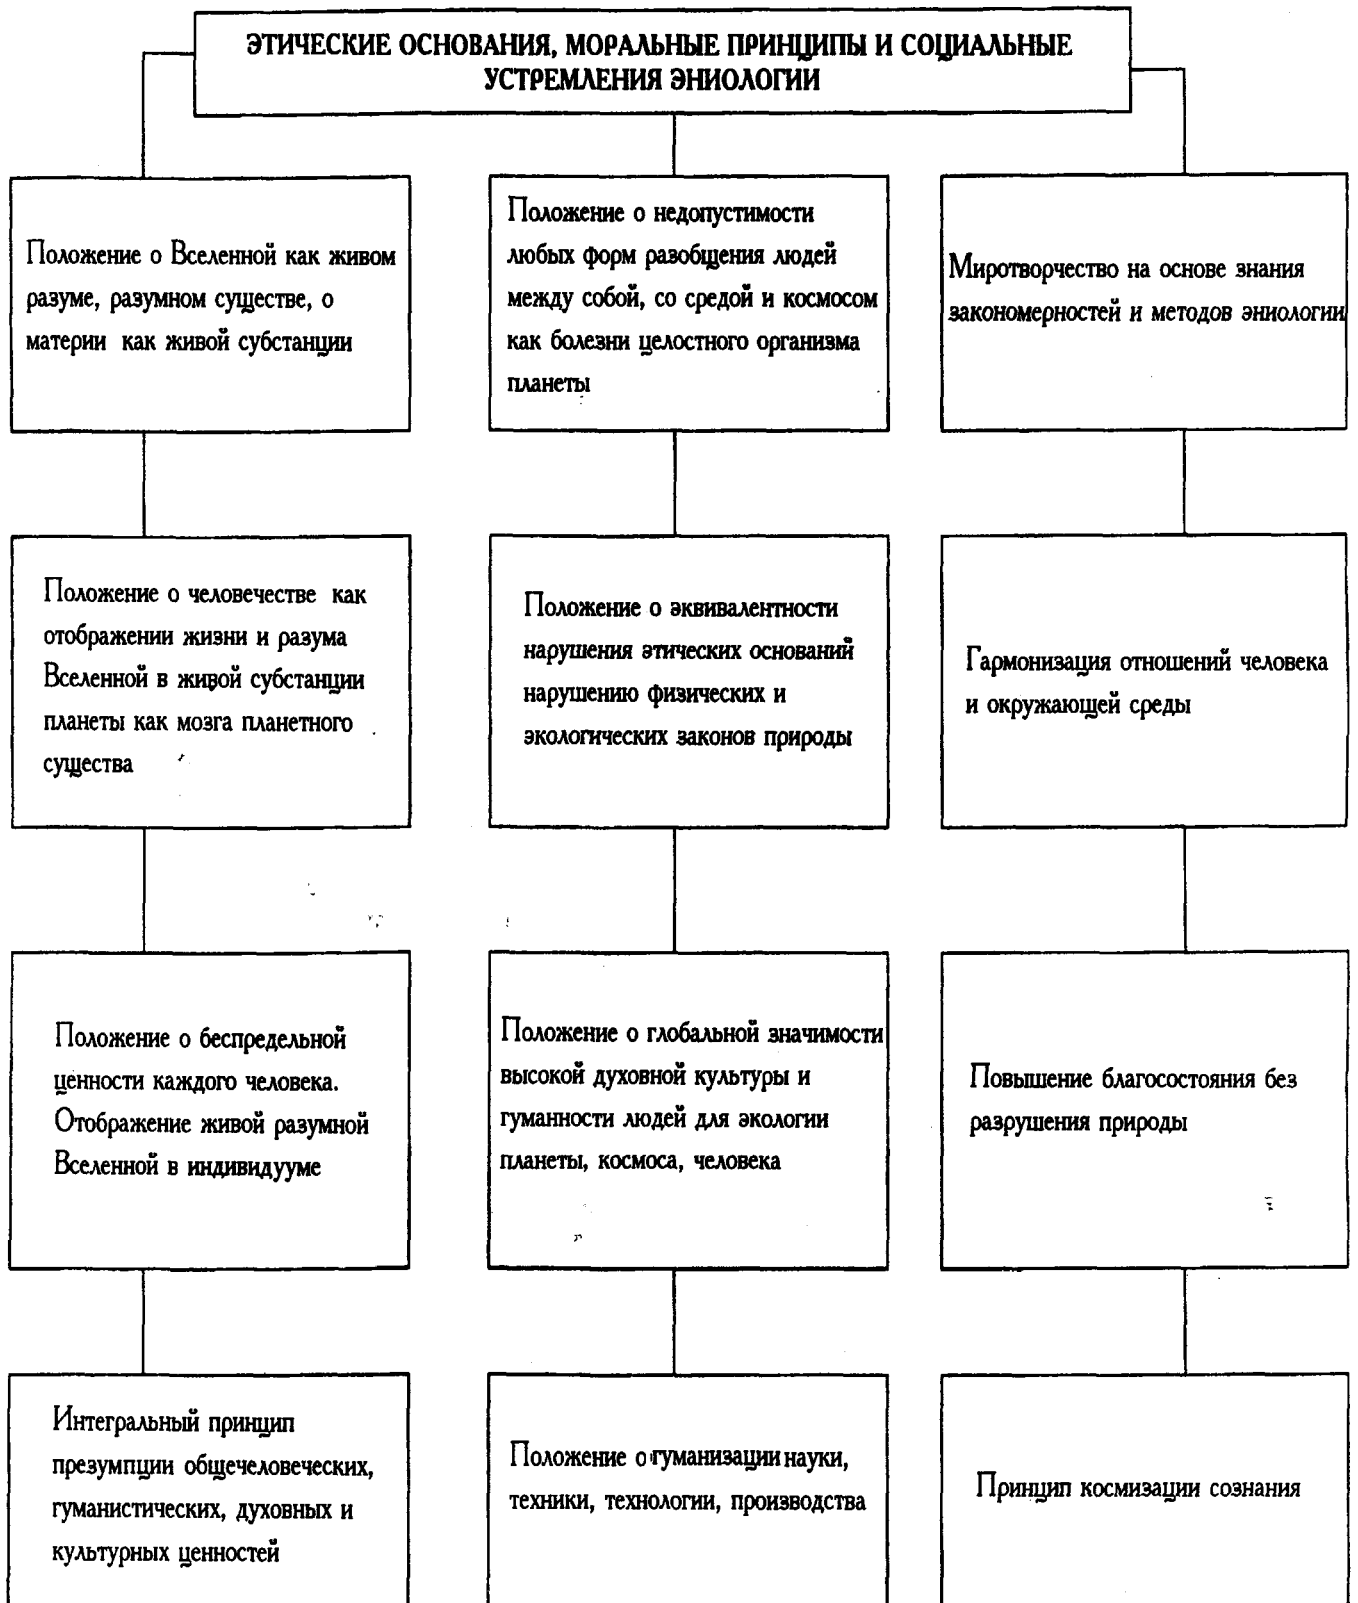 ЭТИЧЕСКИЕ ОСНОВАНИЯ, МОРАЛЬНЫЕ ПРИНЦИПЫ И СОЦИАЛЬНЫЕ
УСТРЕМЛЕНИЯ ЭНИОЛОГИИ
Положение о Вселенной как живом
разуме, разумном существе, о
материи как живой субстанции
Положение о недопустимости
любых форм разобщения людей
между собой, со средой и космосом
как болезни целостного организма
планеты
Миротворчество на основе знания
закономерностей и методов эниологии
Положение о человечестве как
отображении жизни и разума
Вселенной в живой субстанции
планеты как мозга планетного
существа
Положение о эквивалентности
нарушения этических оснований
нарушению физических и
экологических законов природы
Гармонизация отношений человека
и окружающей среды
Положение о беспредельной
ценности каждого человека.
Отображение живой разумной
Вселенной в индивидууме
Положение о глобальной значимости
высокой духовной культуры и
гуманности людей для экологии
планеты, космоса, человека
Повышение благосостояния без
разрушения природы
Интегральный принцип
презумпции общечеловеческих,
гуманистических, духовных и
культурных ценностей
Положение о гуманизации науки,
техники, технологии, производства
Принцип космизации сознания